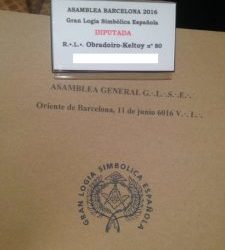 ASAMBLEA BARCELONA 2016
Gran Logia Simbólica Española
DIPUTADA
R∴L∴ Obradoiro-Keltoy nº 80
ASAMBLEA GENERAL G∴L∴S∴E∴
Oriente de Barcelona, 11 de junio 6016 V∴L∴
GRAN LOGIA SIMBOLICA ESPAÑOLA